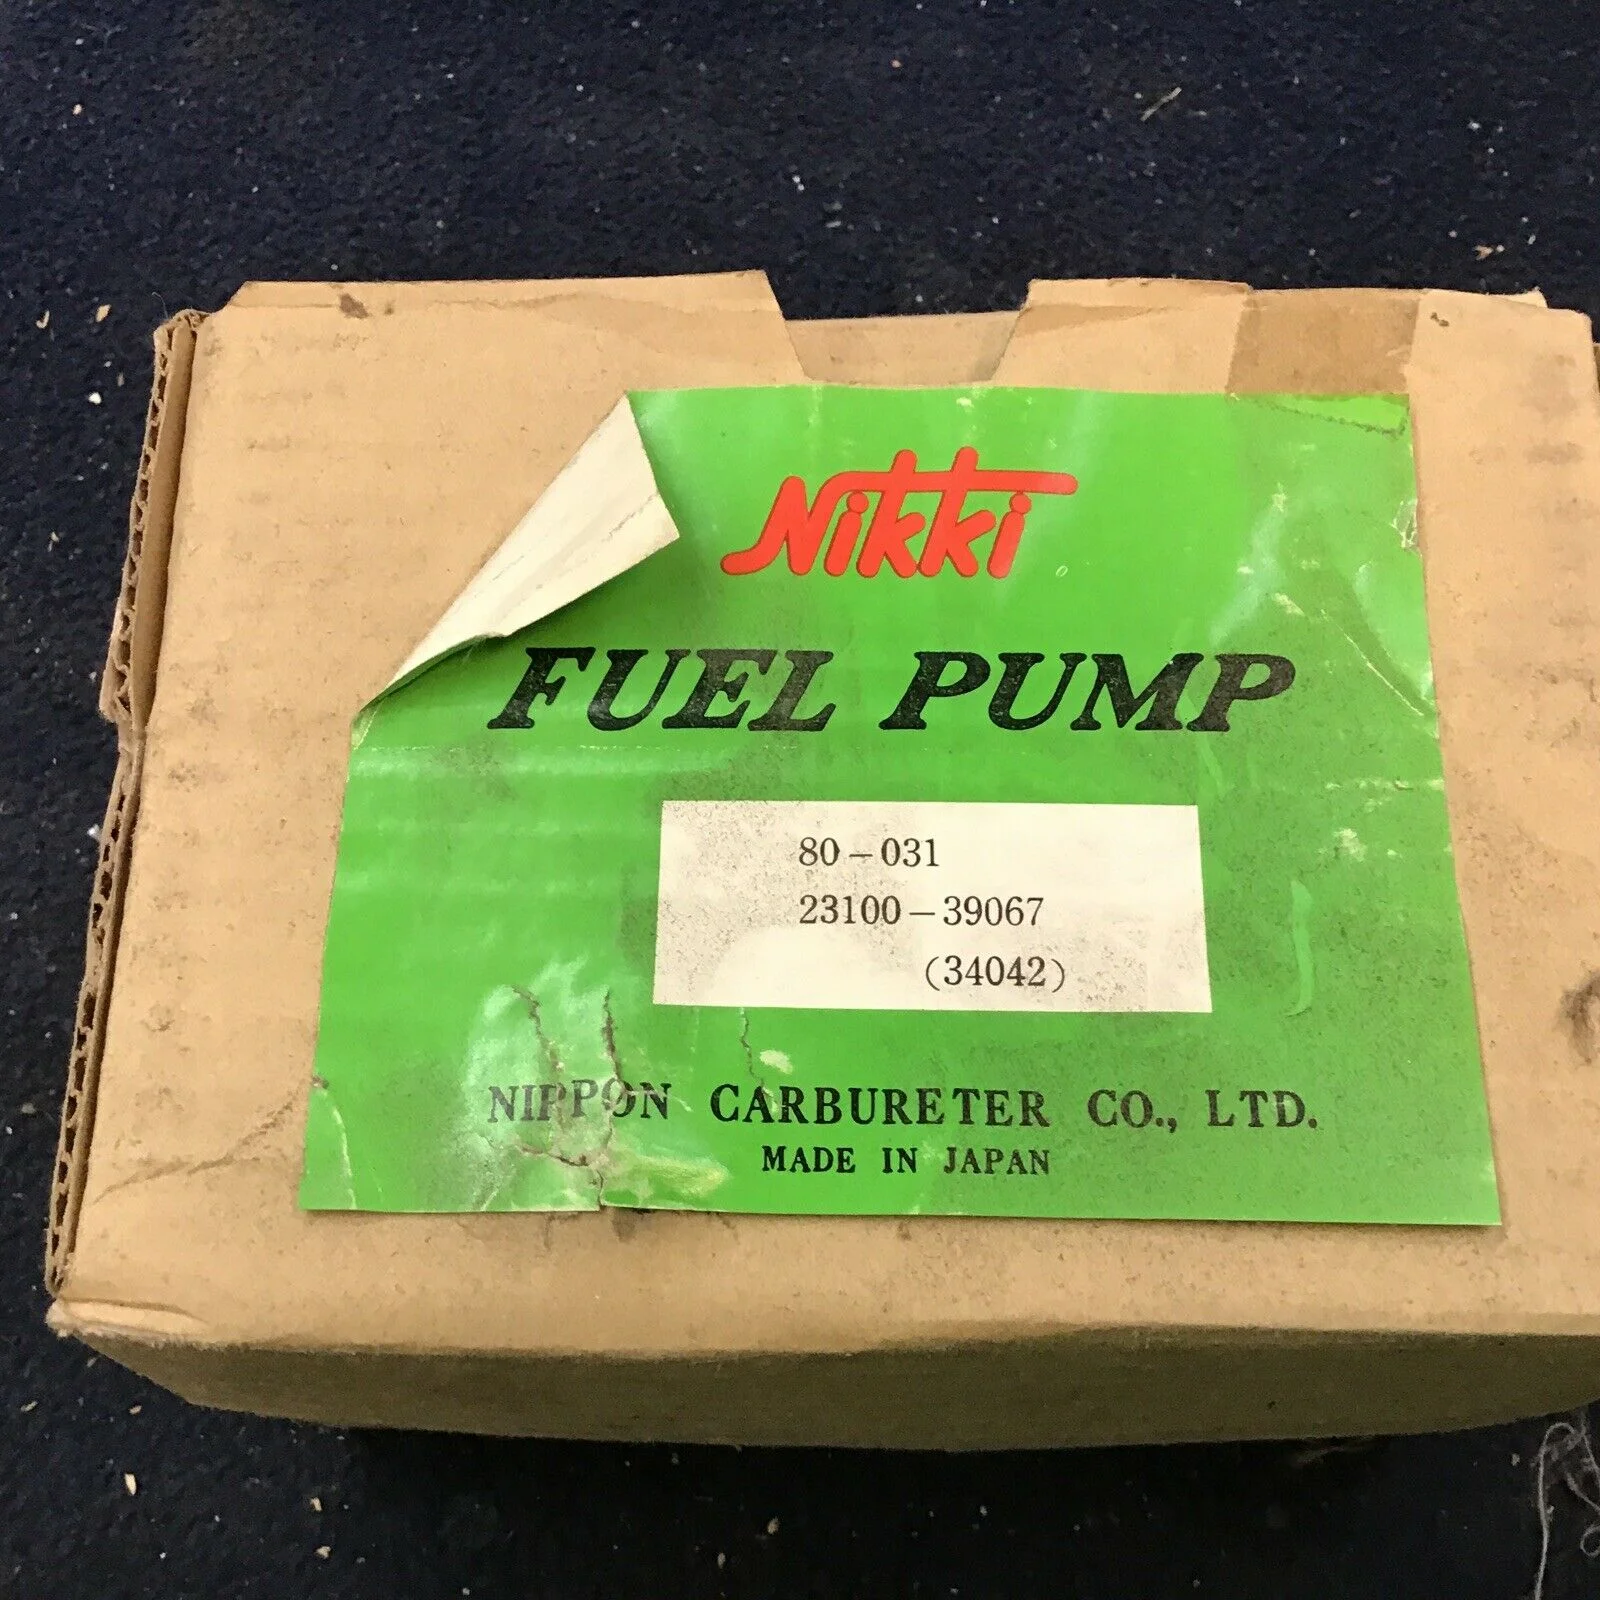 Nikki
FUEL PUMP
80-031
23100-39067
(34042)
NIPPON CARBURETER CO., LTD.
MADE IN JAPAN